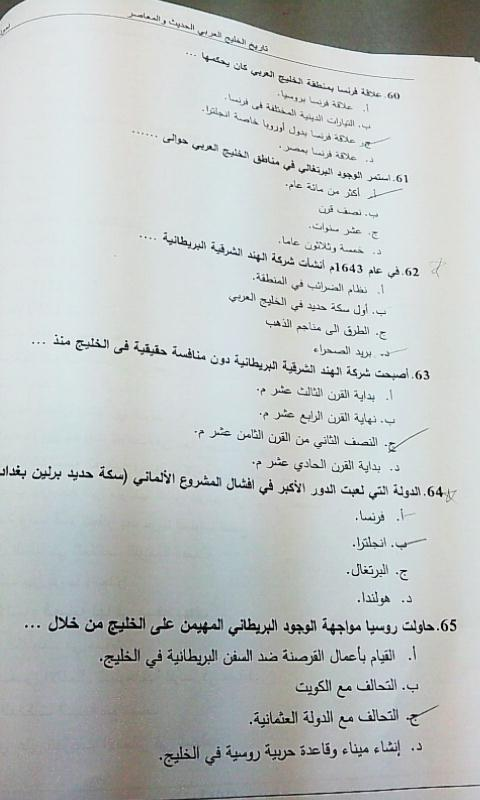 تاريخ الخليج العربي الحديث والمعاصر
60. علاقة فرنسا بمنطقة الخليج العربي كان يحكمها ...
أ. علاقة فرنسا بروسيا.
ب. التيارات الدينية المختلفة فى فرنسا.
ج. علاقة فرنسا بدول أوروبا خاصة انجلترا.
د. علاقة فرنسا بمصر.
61. استمر الوجود البرتغالي في مناطق الخليج العربي حوالى ......
أ. أكثر من مائة عام.
ب. نصف قرن
ج. عشر سنوات.
د. خمسة وثلاثون عاما.
62. في عام 1643م أنشأت شركة الهند الشرقية البريطانية ....
أ. نظام الضرائب في المنطقة.
ب. أول سكة حديد في الخليج العربي
ج. الطرق الى مناجم الذهب
د. بريد الصحراء
63. أصبحت شركة الهند الشرقية البريطانية دون منافسة حقيقية فى الخليج منذ ...
أ. بداية القرن الثالث عشر م.
ب. نهاية القرن الرابع عشر م.
ج. النصف الثاني من القرن الثامن عشر م.
د. بداية القرن الحادي عشر م.
64. الدولة التي لعبت الدور الأكبر في افشال المشروع الألماني (سكة حديد برلين بغداد
أ. فرنسا.
ب. انجلترا.
ج. البرتغال.
د. هولندا.
65. حاولت روسيا مواجهة الوجود البريطاني المهيمن على الخليج من خلال ...
أ. القيام بأعمال القرصنة ضد السفن البريطانية في الخليج.
ب. التحالف مع الكويت
ج. التحالف مع الدولة العثمانية.
د. إنشاء ميناء وقاعدة حربية روسية في الخليج.